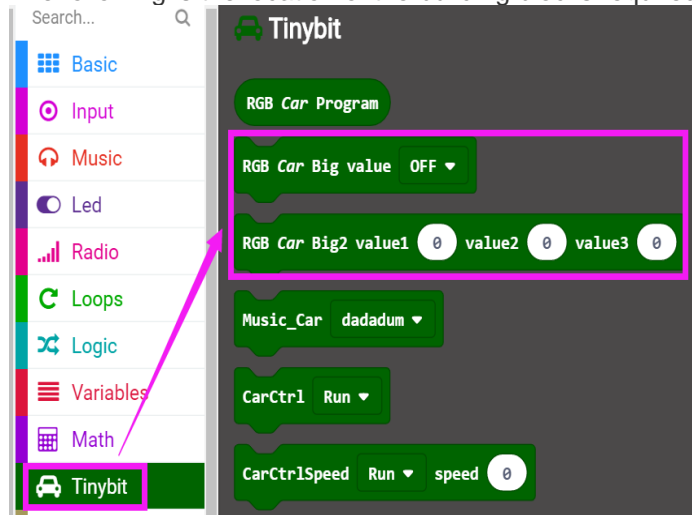 Search...
Tinybit
Basic
Input
Music
Led
Radio
Loops
Logic
Variables
Math
Tinybit
RGB Car Program
RGB Car Big value OFF
RGB Car Big2 value1 0 value2 0 value3 0
Music_Car dadadum
CarCtrl Run
CarCtrlSpeed Run speed 0